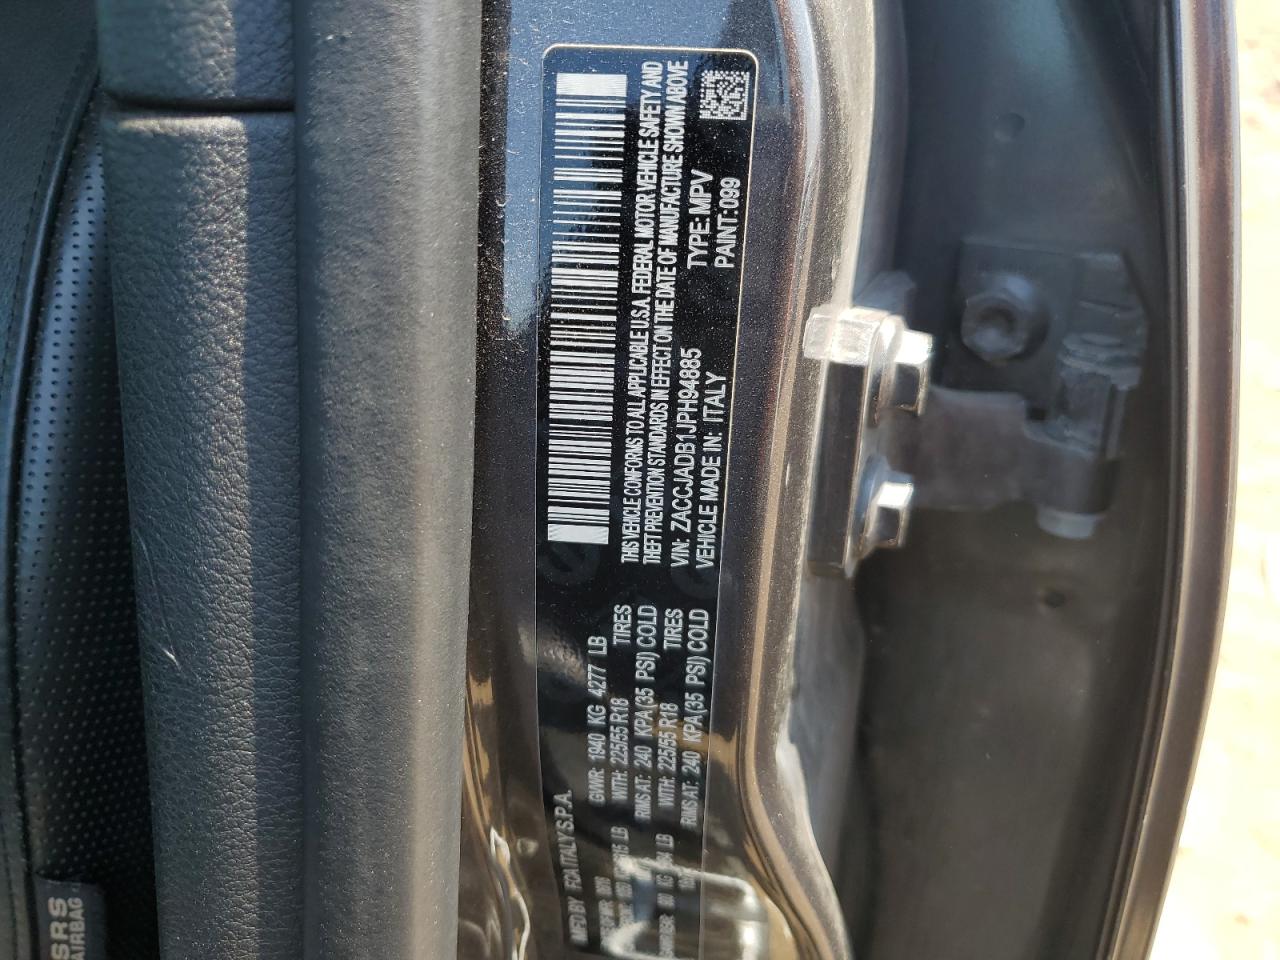 MFD BY FCA ITALY S.P.A.
GVWR: 1940 KG 4277 LB
WITH: 225/55 R18 TIRES
RIMS AT: 240 KPA(35 PSI) COLD
WITH: 225/55 R18 TIRES
RIMS AT: 240 KPA(35 PSI) COLD
THIS VEHICLE CONFORMS TO ALL APPLICABLE U.S.A. FEDERAL MOTOR VEHICLE SAFETY AND
THEFT PREVENTION STANDARDS IN EFFECT ON THE DATE OF MANUFACTURE SHOWN ABOVE
VIN: ZACCJADB1JPH94885 TYPE: MPV
VEHICLE MADE IN: ITALY PAINT: 099
SRS
AIRBAG